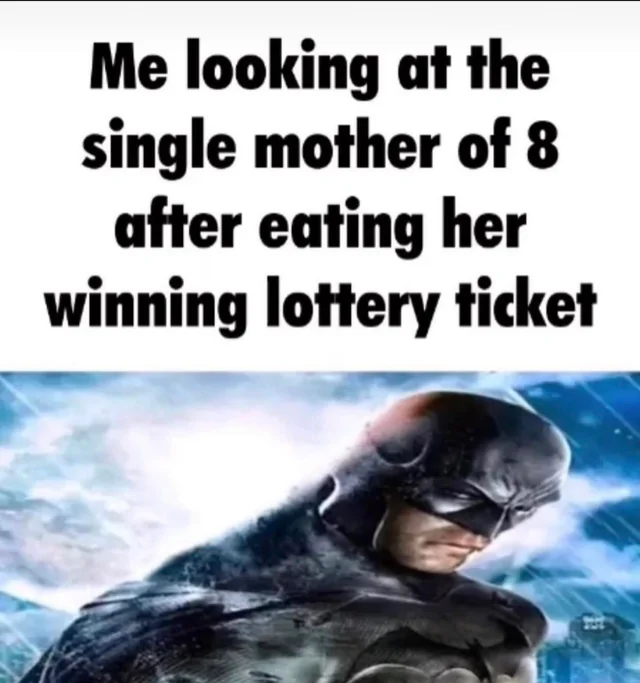 Me looking at the
single mother of 8
after eating her
winning lottery ticket